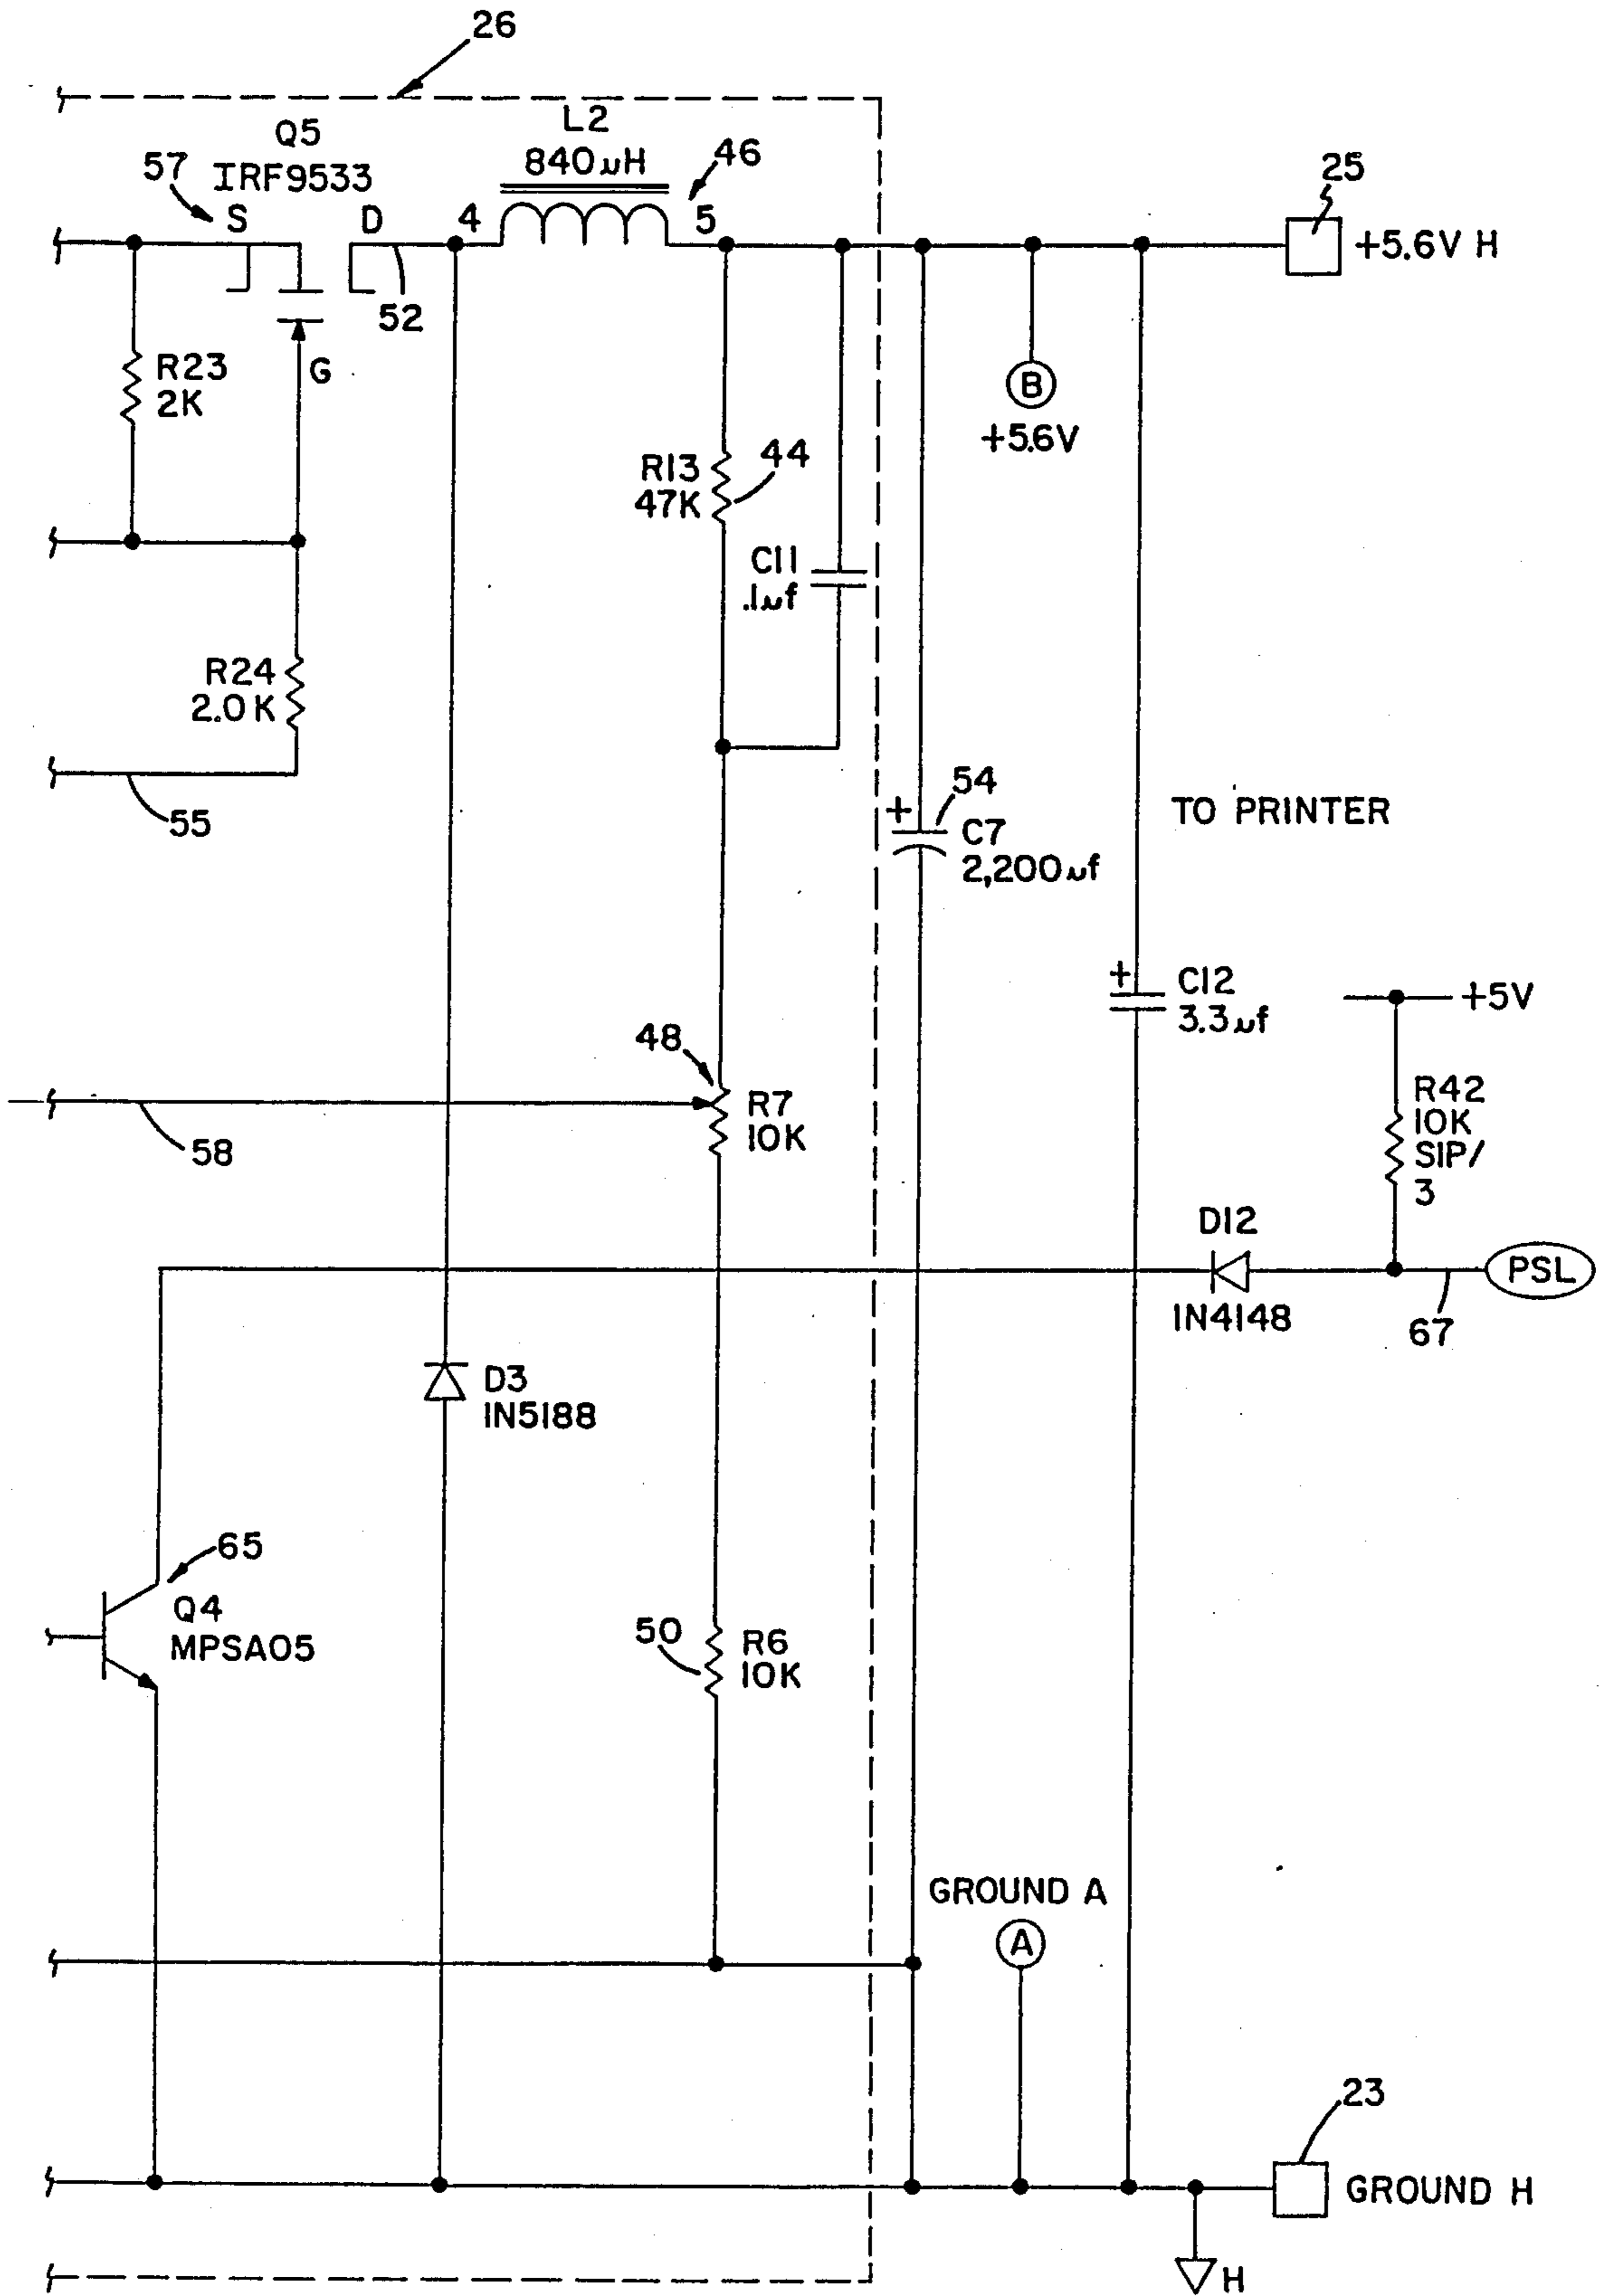 26
Q5
IRF9533
57
S
D
G
52
L2
840μH
46
4
5
25
+5.6V H
R23
2K
R13
47K
44
B
+5.6V
C11
.1μf
R24
2.0K
55
54
+
C7
2,200μf
TO PRINTER
+
C12
3.3μf
+5V
48
R7
10K
58
R42
10K
SIP/
3
D12
1N4148
PSL
67
D3
1N5188
65
Q4
MPSA05
50
R6
10K
GROUND A
A
23
GROUND H
H